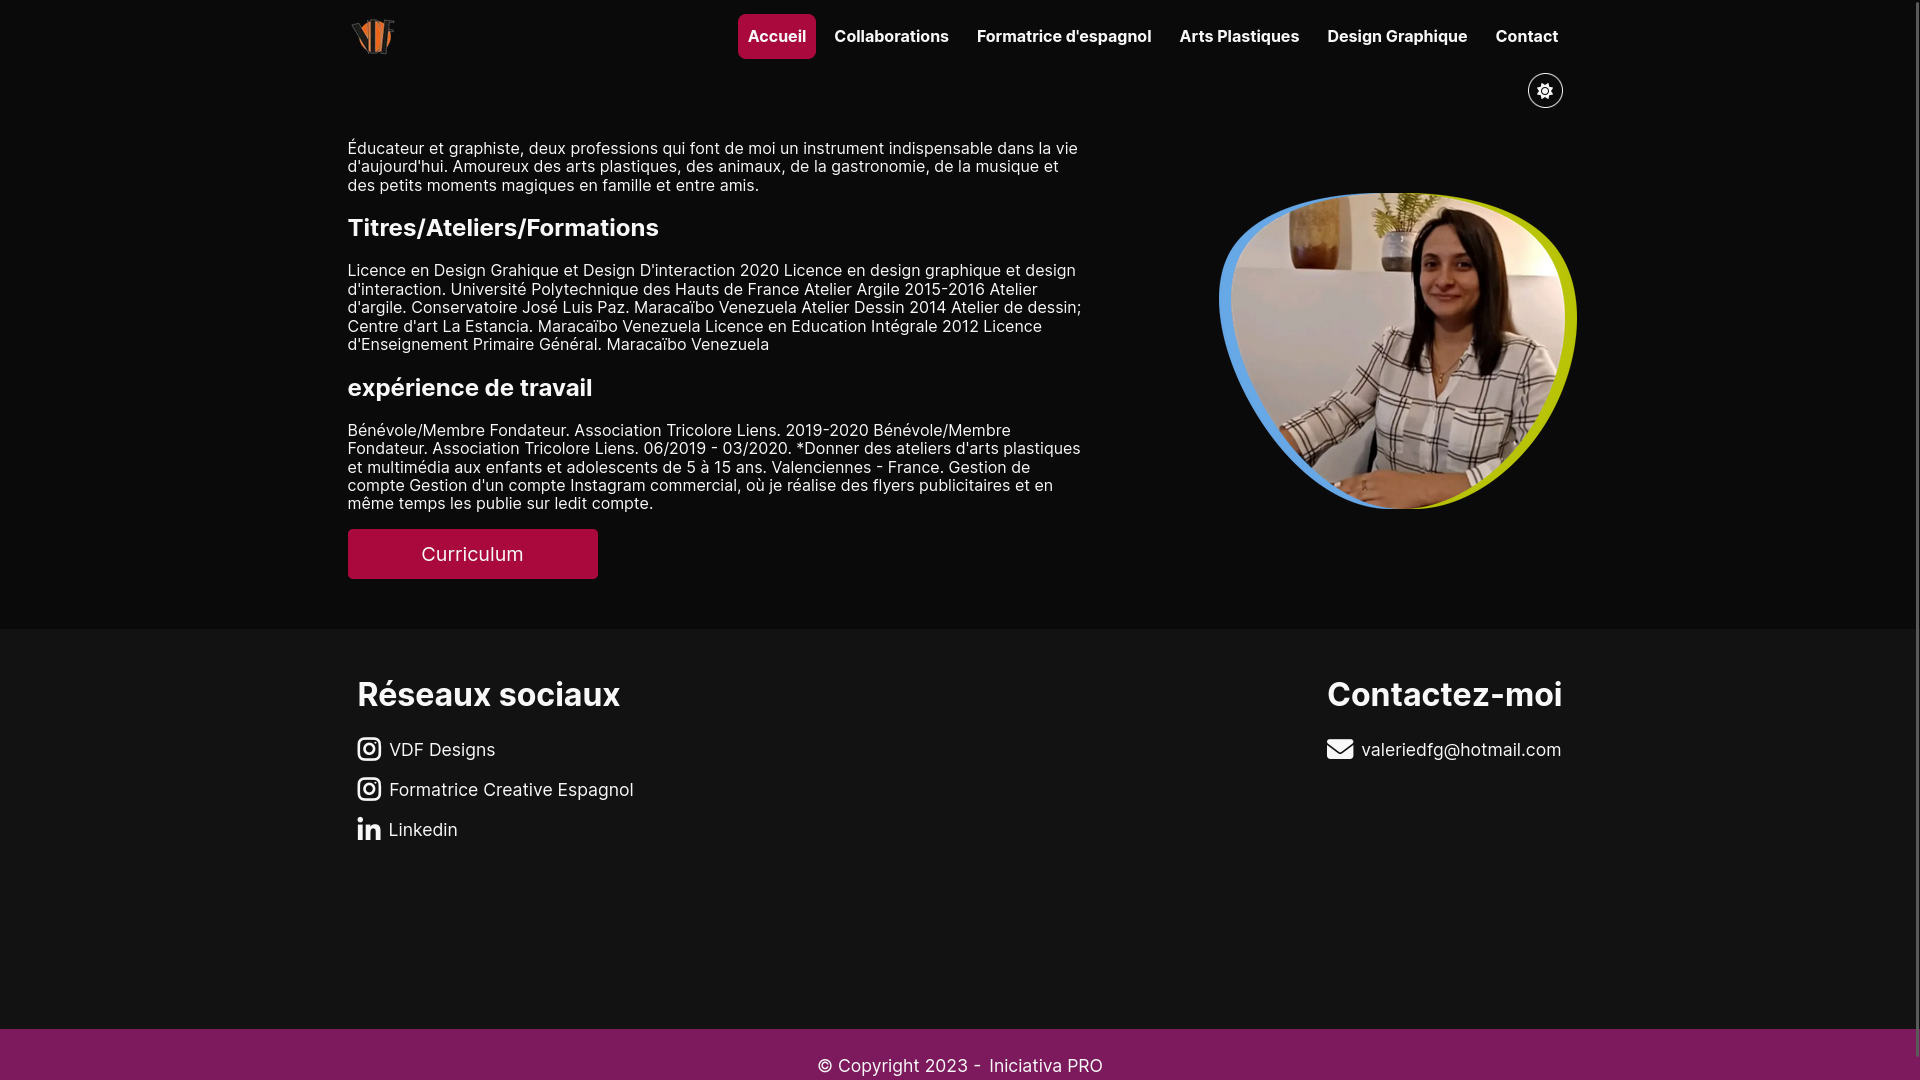 VDF
Accueil
Collaborations
Formatrice d'espagnol
Arts Plastiques
Design Graphique
Contact
Éducateur et graphiste, deux professions qui font de moi un instrument indispensable dans la vie
d'aujourd'hui. Amoureux des arts plastiques, des animaux, de la gastronomie, de la musique et
des petits moments magiques en famille et entre amis.
Titres/Ateliers/Formations
Licence en Design Grahique et Design D'interaction 2020 Licence en design graphique et design
d'interaction. Université Polytechnique des Hauts de France Atelier Argile 2015-2016 Atelier
d'argile. Conservatoire José Luis Paz. Maracaïbo Venezuela Atelier Dessin 2014 Atelier de dessin;
Centre d'art La Estancia. Maracaïbo Venezuela Licence en Education Intégrale 2012 Licence
d'Enseignement Primaire Général. Maracaïbo Venezuela
expérience de travail
Bénévole/Membre Fondateur. Association Tricolore Liens. 2019-2020 Bénévole/Membre
Fondateur. Association Tricolore Liens. 06/2019 - 03/2020. *Donner des ateliers d'arts plastiques
et multimédia aux enfants et adolescents de 5 à 15 ans. Valenciennes - France. Gestion de
compte Gestion d'un compte Instagram commercial, où je réalise des flyers publicitaires et en
même temps les publie sur ledit compte.
Curriculum
Réseaux sociaux
VDF Designs
Formatrice Creative Espagnol
Linkedin
Contactez-moi
valeriedfg@hotmail.com
© Copyright 2023 - Iniciativa PRO